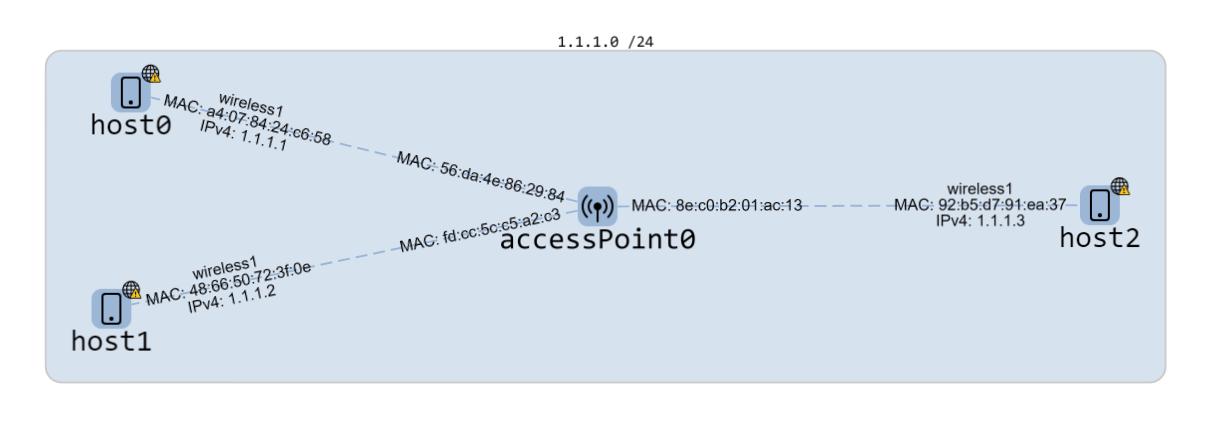 1.1.1.0 /24
wireless1
MAC: a4:07:84:24:c6:58
IPv4: 1.1.1.1
host0
MAC: 56:da:4e:86:29:84
MAC: 8e:c0:b2:01:ac:13
wireless1
MAC: 92:b5:d7:91:ea:37
IPv4: 1.1.1.3
host2
MAC: fd:cc:5c:c5:a2:c3
accessPoint0
wireless1
MAC: 48:66:50:72:3f:0e
IPv4: 1.1.1.2
host1